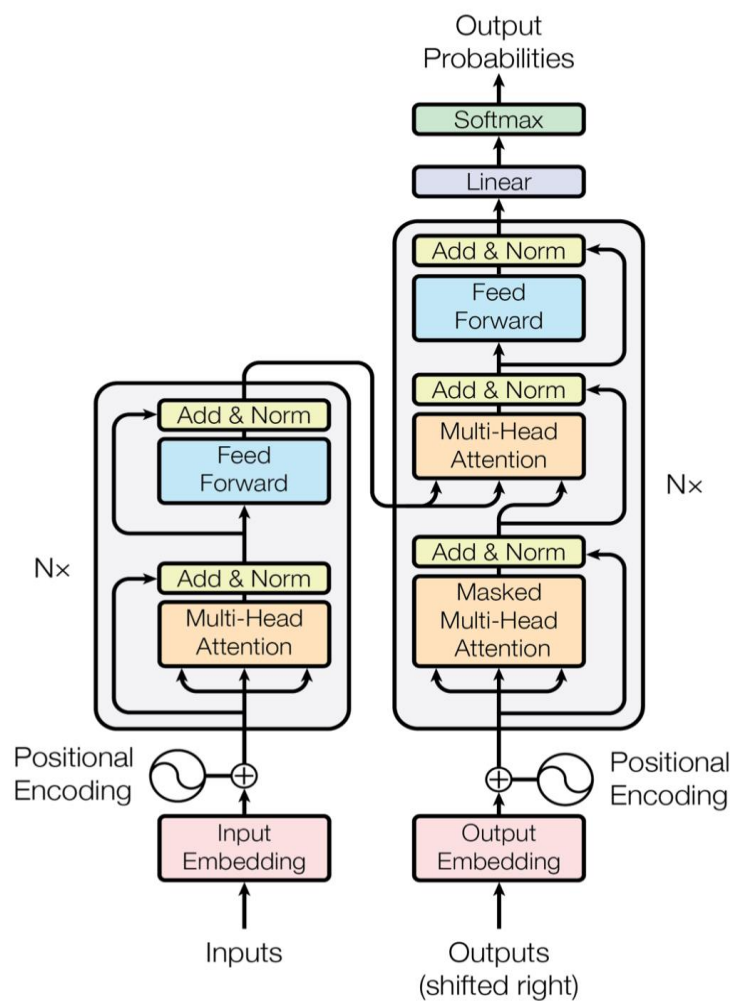 Output
Probabilities
Softmax
Linear
Add & Norm
Feed
Forward
Add & Norm
Multi-Head
Attention
Nx
Add & Norm
Masked
Multi-Head
Attention
Add & Norm
Feed
Forward
Nx
Add & Norm
Multi-Head
Attention
Positional
Encoding
Positional
Encoding
Input
Embedding
Output
Embedding
Inputs
Outputs
(shifted right)